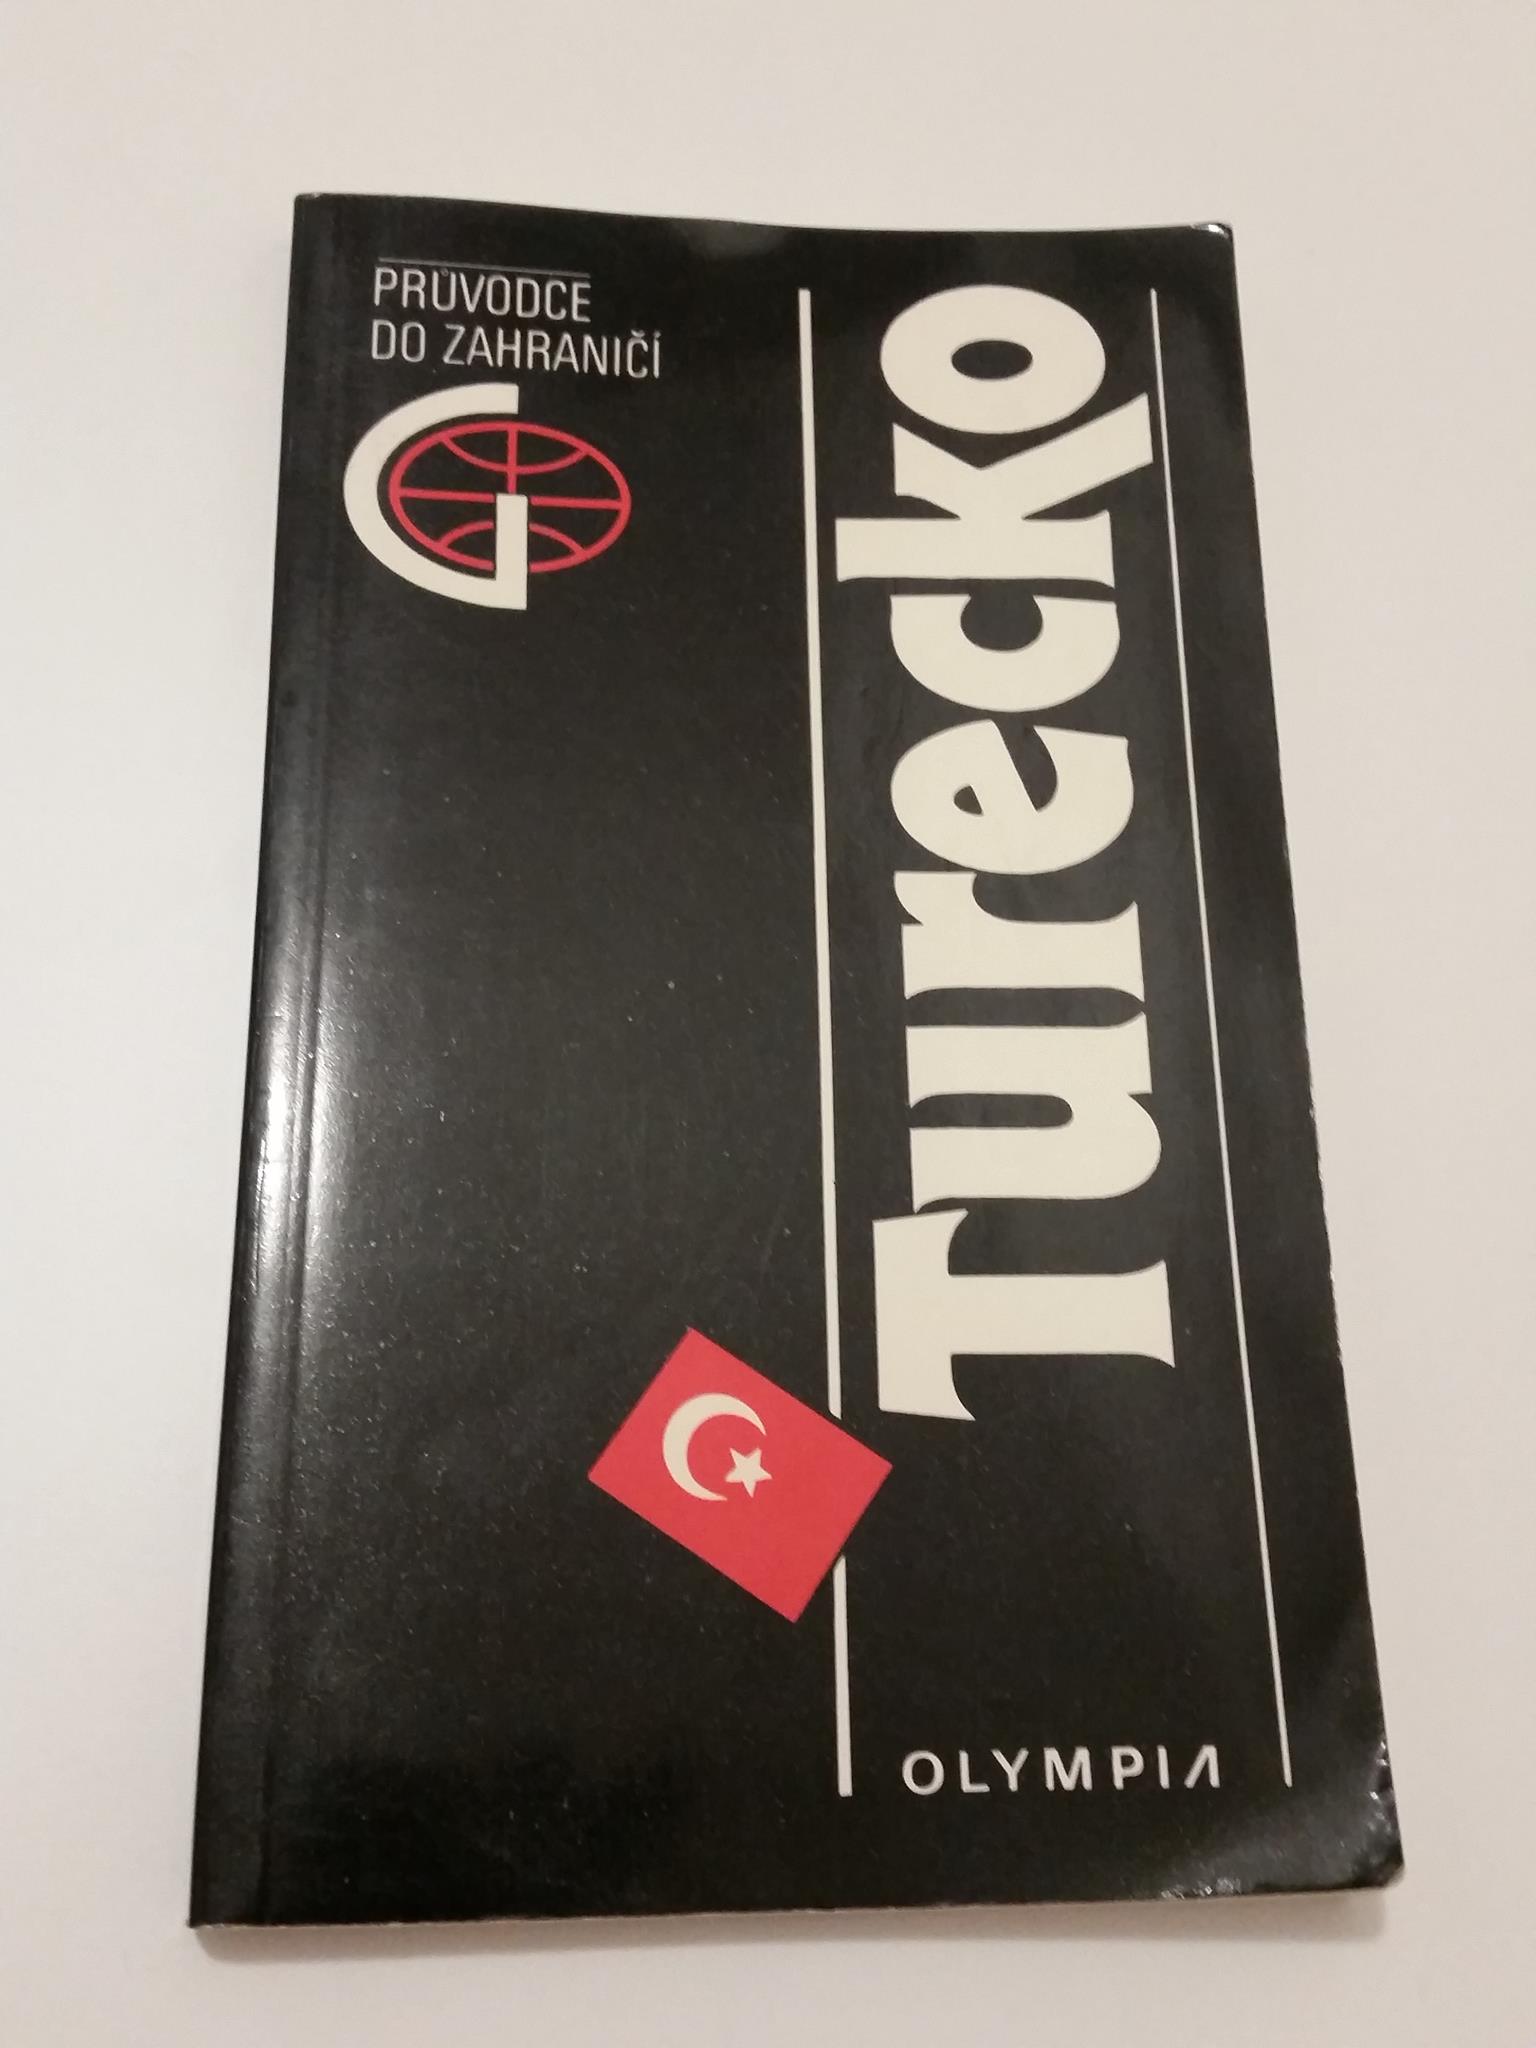 PRŮVODCE
DO ZAHRANIČÍ
Turecko
OLYMPIA